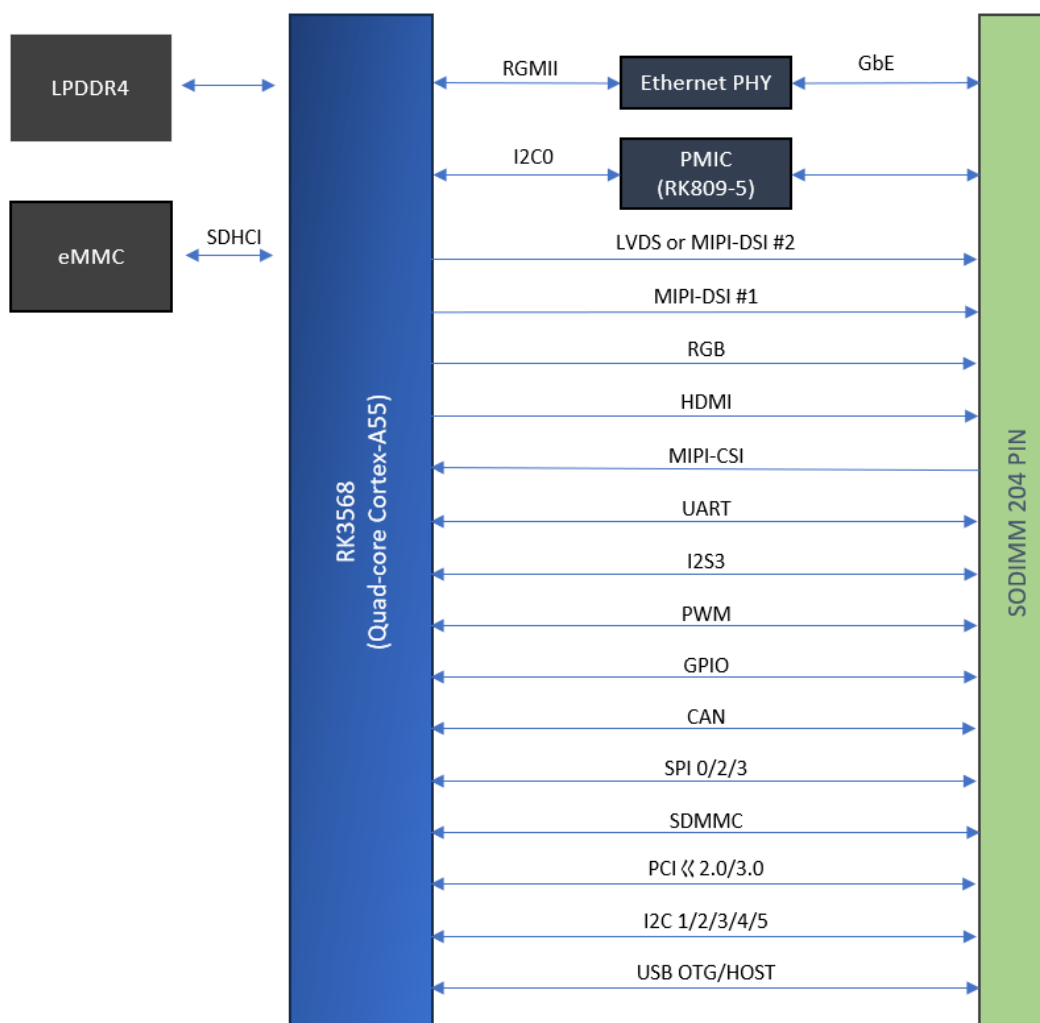 LPDDR4
eMMC
SDHCI
RK3568
(Quad-core Cortex-A55)
RGMII
Ethernet PHY
GbE
I2C0
PMIC
(RK809-5)
LVDS or MIPI-DSI #2
MIPI-DSI #1
RGB
HDMI
MIPI-CSI
UART
I2S3
PWM
GPIO
CAN
SPI 0/2/3
SDMMC
PCI 巜 2.0/3.0
I2C 1/2/3/4/5
USB OTG/HOST
SODIMM 204 PIN